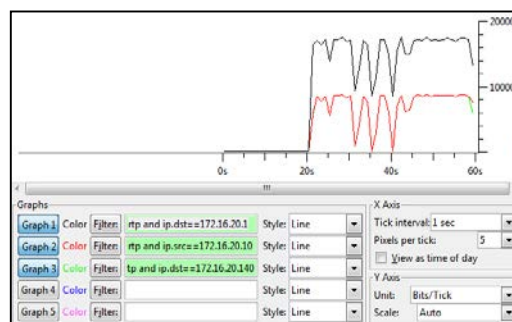 20000
10000
0
0s 20s 40s 60s
Graphs
Graph 1 Color Filter: rtp and ip.dst==172.16.20.1 Style: Line
Graph 2 Color Filter: rtp and ip.src==172.16.20.10 Style: Line
Graph 3 Color Filter: tp and ip.dst==172.16.20.140 Style: Line
Graph 4 Color Filter: Style: Line
Graph 5 Color Filter: Style: Line
X Axis
Tick interval: 1 sec
Pixels per tick: 5
View as time of day
Y Axis
Unit: Bits/Tick
Scale: Auto